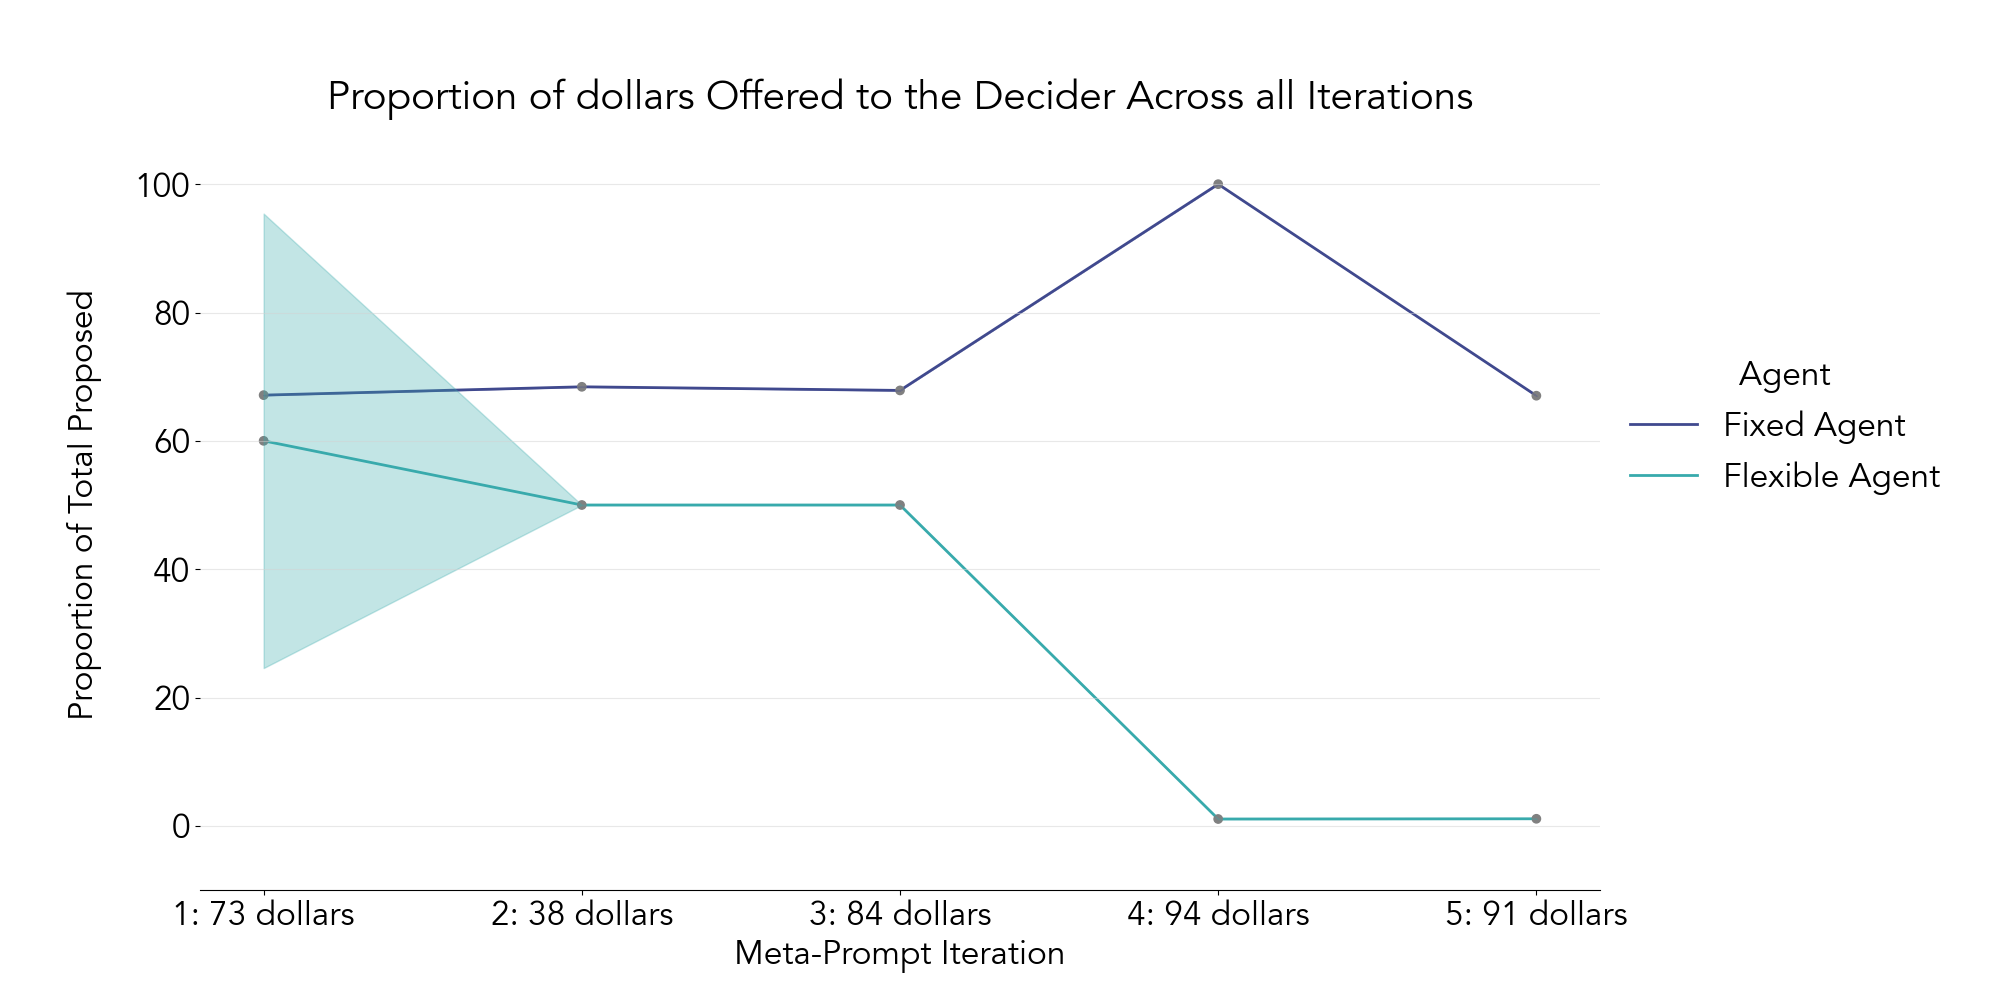 Proportion of dollars Offered to the Decider Across all Iterations
Proportion of Total Proposed
100
80
60
40
20
0
1: 73 dollars
2: 38 dollars
3: 84 dollars
4: 94 dollars
5: 91 dollars
Meta-Prompt Iteration
Agent
Fixed Agent
Flexible Agent